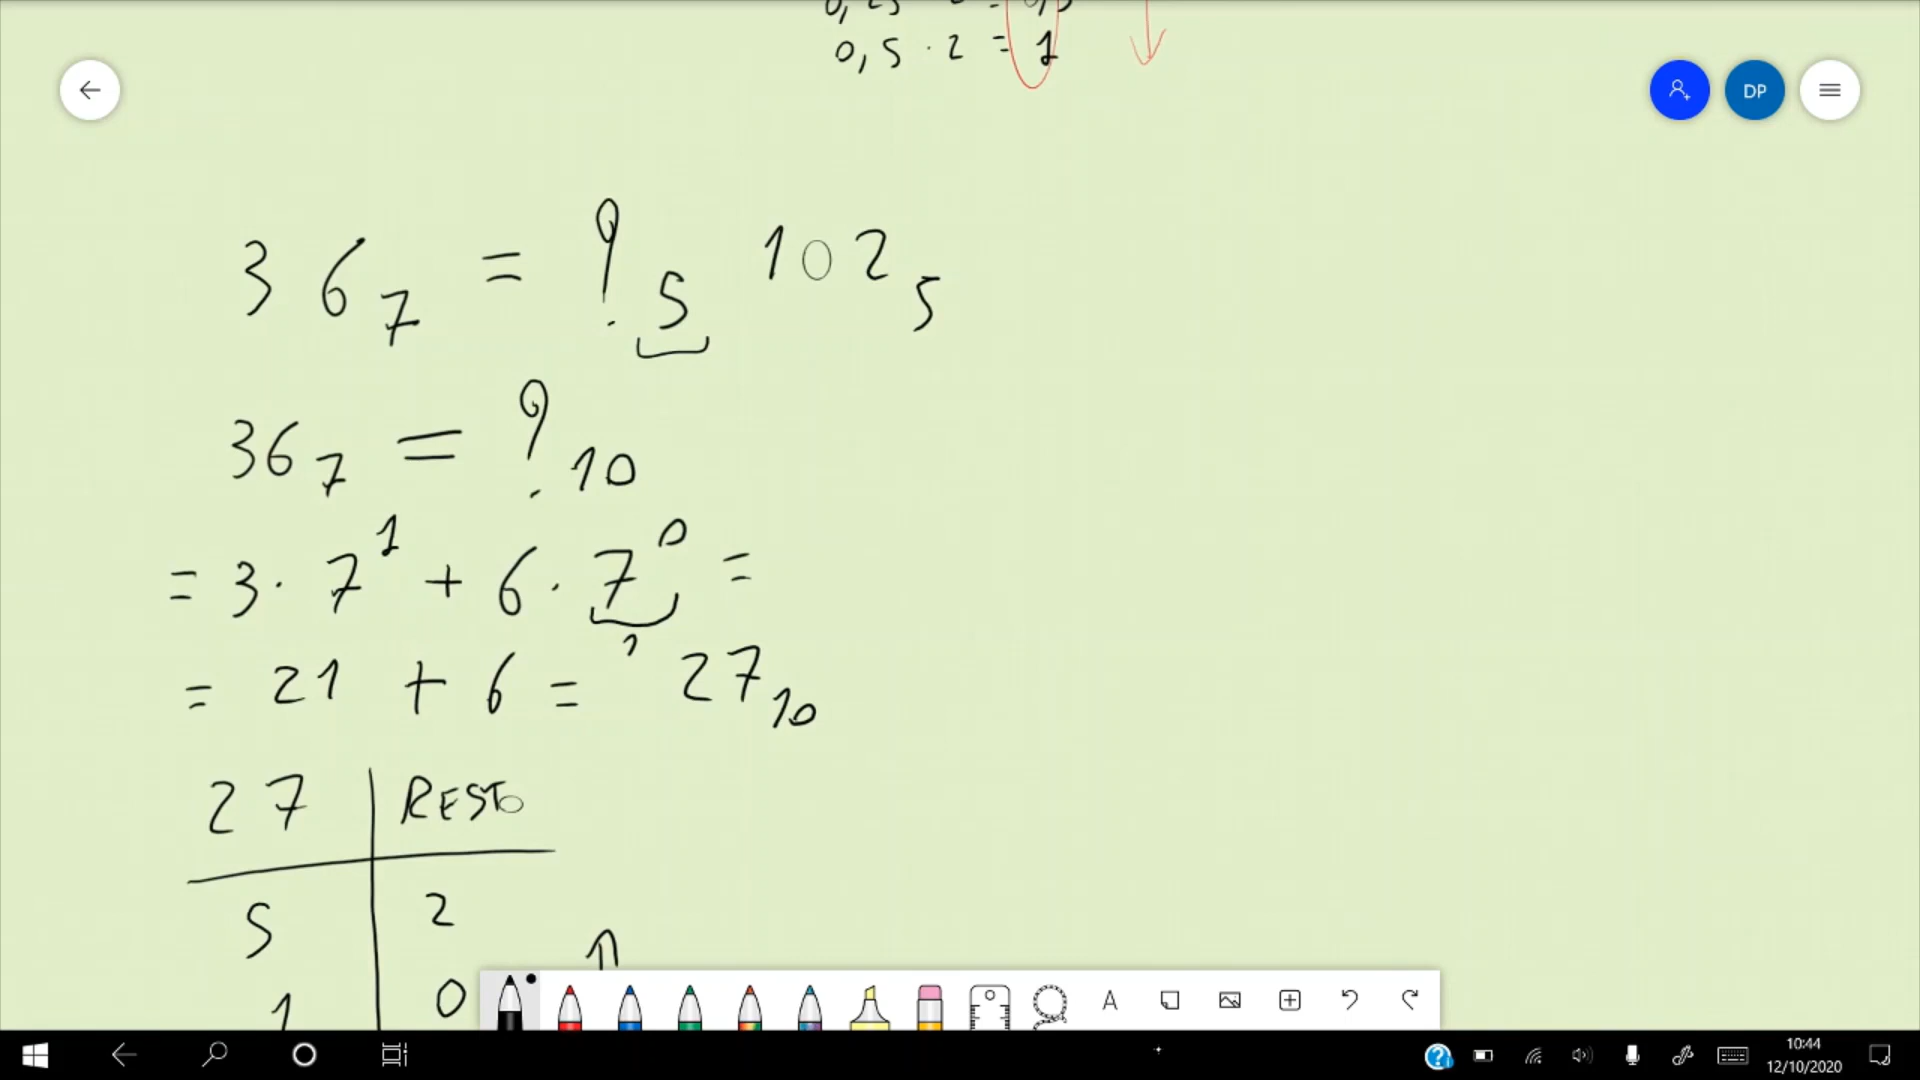 0,5 · 2 = 1
DP
36₇ = ?₅ 102₅
36₇ = ?₁₀
= 3 · 7¹ + 6 · 7⁰ =
1
= 21 + 6 = 27₁₀
27 | RESTO
5 | 2
1 | 0
A
10:44
12/10/2020